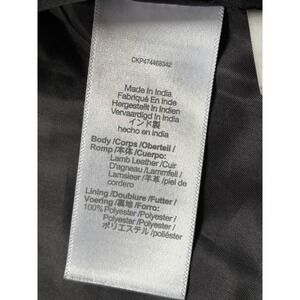 CKP474468342
Made In India
Fabriqué En Inde
Hergestellt In Indien
Vervaardigd In India
インド製
hecho en india
Body /Corps /Oberteil /
Romp /本体 /Cuerpo:
Lamb Leather /Cuir
D'agneau /Lammfell /
Lamsleer /羊革 /piel de
cordero
Lining /Doublure /Futter /
Voering /裏地 /Forro:
100% Polyester /Polyester /
Polyester /Polyester /
ポリエステル /poliéster